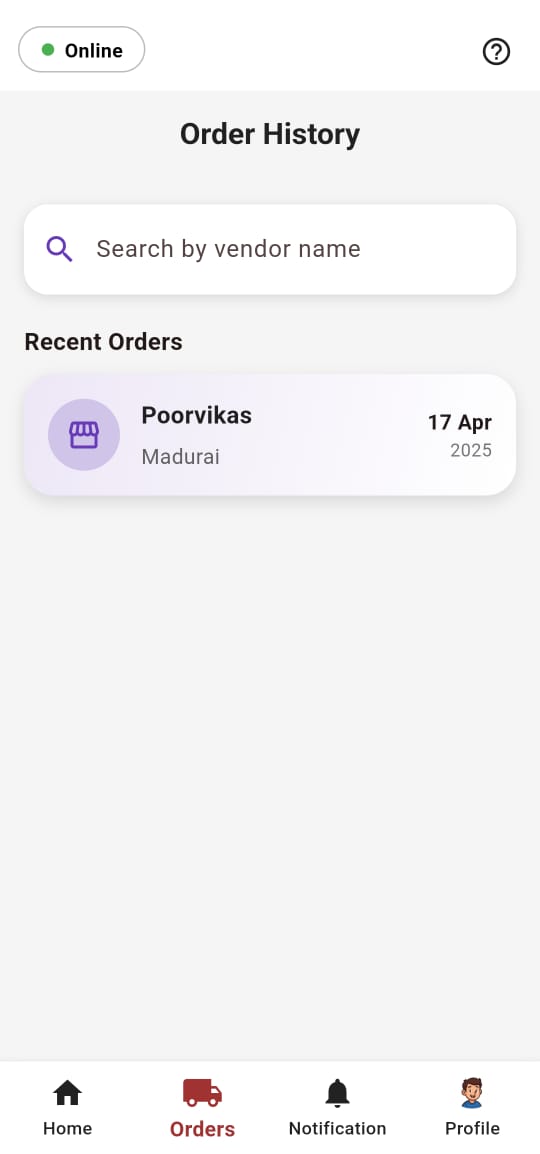 Online
Order History
Search by vendor name
Recent Orders
Poorvikas
Madurai
17 Apr
2025
Home
Orders
Notification
Profile